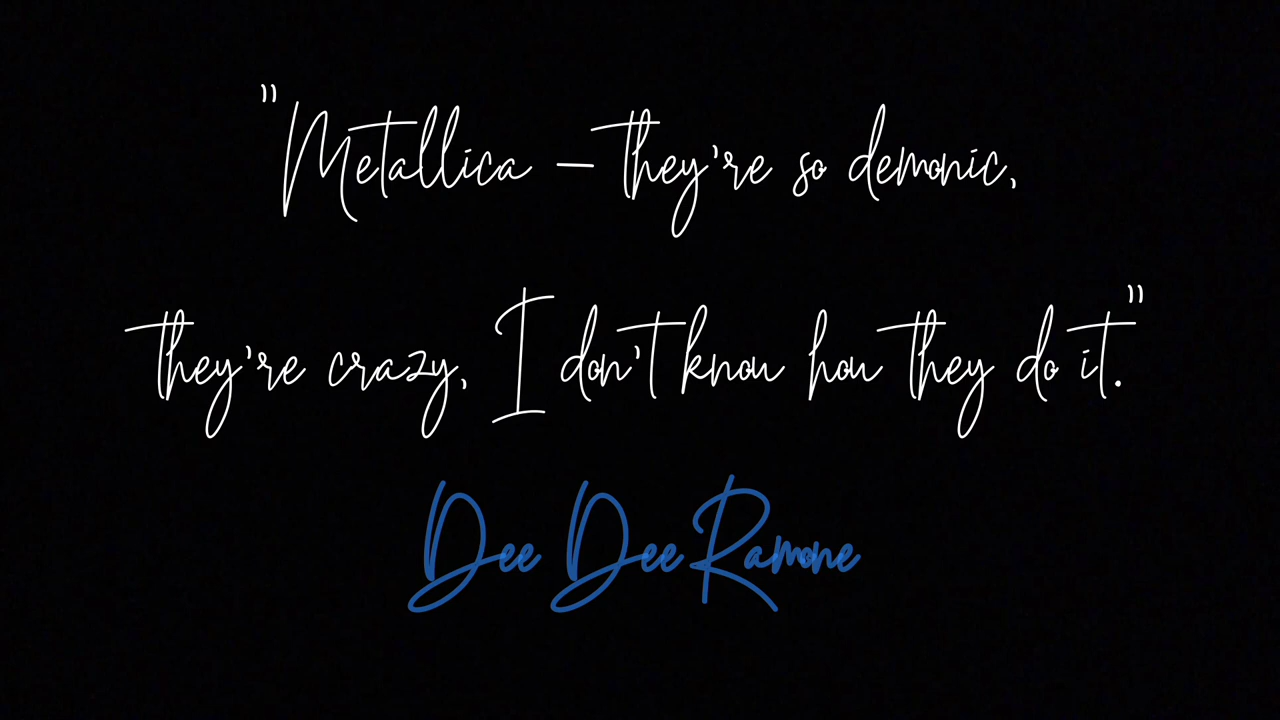 "Metallica – they're so demonic,
they're crazy, I don't know how they do it."
Dee Dee Ramone